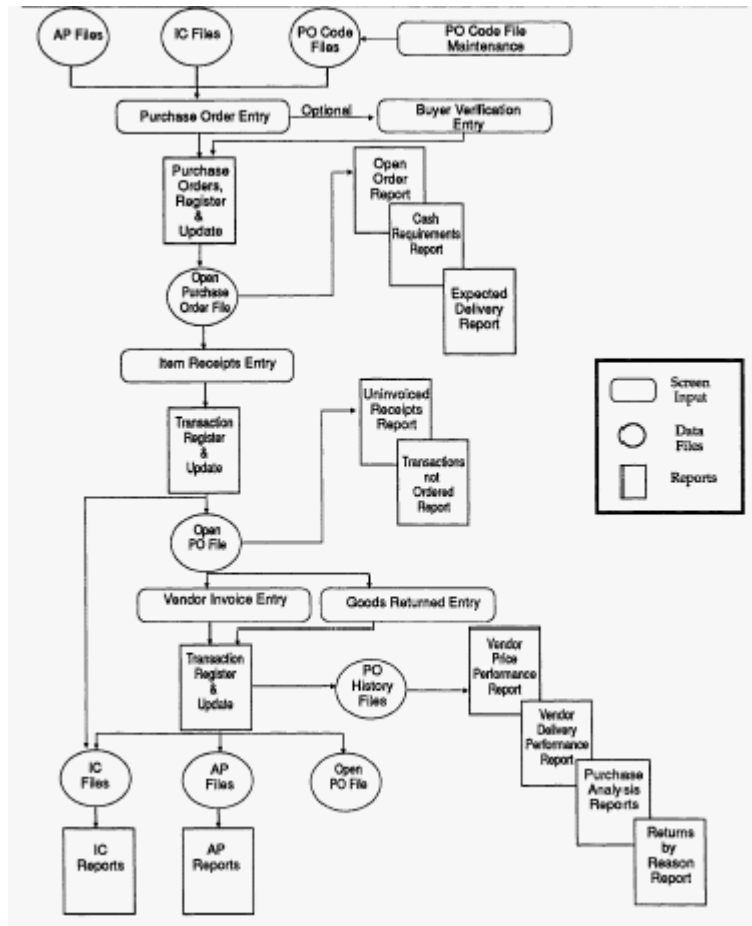 AP Files
IC Files
PO Code
Files
PO Code File
Maintenance
Purchase Order Entry
Optional
Buyer Verification
Entry
Purchase
Orders,
Register
&
Update
Open
Order
Report
Cash
Requirements
Report
Expected
Delivery
Report
Open
Purchase
Order File
Item Receipts Entry
Screen
Input
Data
Files
Reports
Transaction
Register
&
Update
Uninvoiced
Receipts
Report
Transactions
not
Ordered
Report
Open
PO File
Vendor Invoice Entry
Goods Returned Entry
Transaction
Register
&
Update
PO
History
Files
Vendor
Price
Performance
Report
Vendor
Delivery
Performance
Report
Purchase
Analysis
Reports
Returns
by
Reason
Report
IC
Files
AP
Files
Open
PO File
IC
Reports
AP
Reports